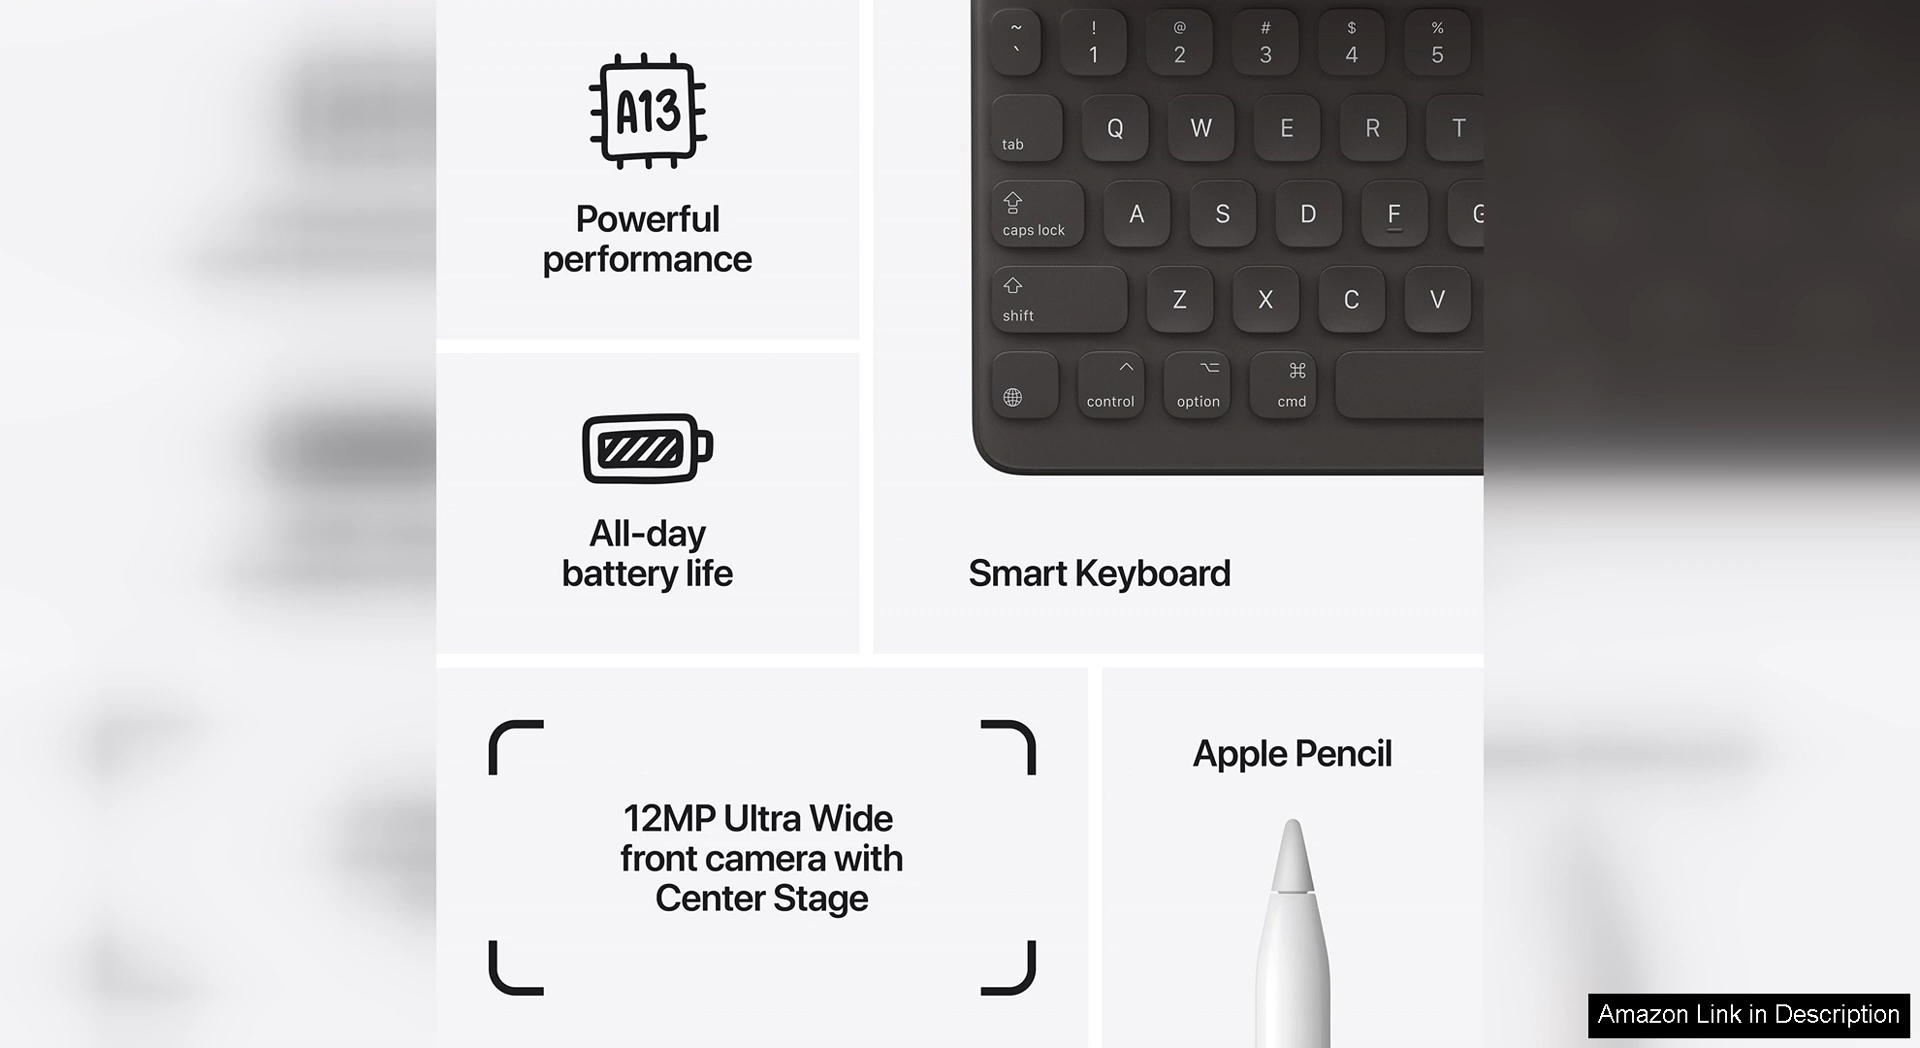 A13
Powerful
performance
~ ! @ # $ %
` 1 2 3 4 5
tab Q W E R T
caps lock A S D F G
shift Z X C V
control option cmd
All-day
battery life
Smart Keyboard
12MP Ultra Wide
front camera with
Center Stage
Apple Pencil
Amazon Link in Description